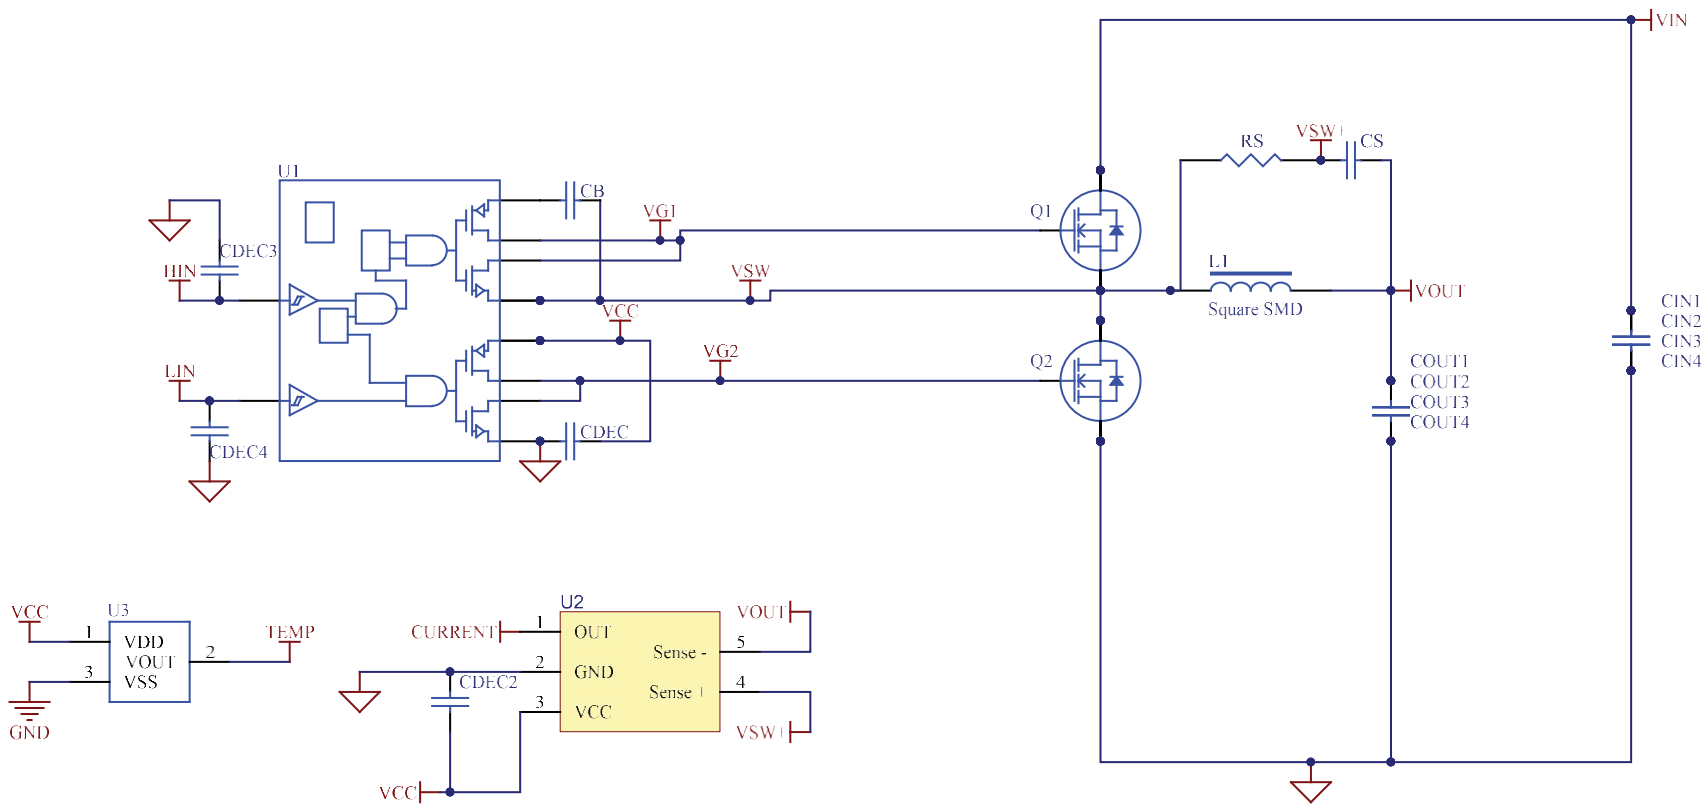 VIN
VSW+
RS
CS
U1
CB
VG1
Q1
CDEC3
HIN
VSW
L1
VOUT
Square SMD
VCC
CIN1
CIN2
CIN3
CIN4
VG2
Q2
LIN
COUT1
COUT2
COUT3
COUT4
CDEC
CDEC4
VCC
U3
TEMP
1
VDD
VOUT
2
3
VSS
GND
U2
CURRENT
1
OUT
VOUT
5
Sense -
2
GND
CDEC2
4
Sense +
3
VCC
VSW+
VCC